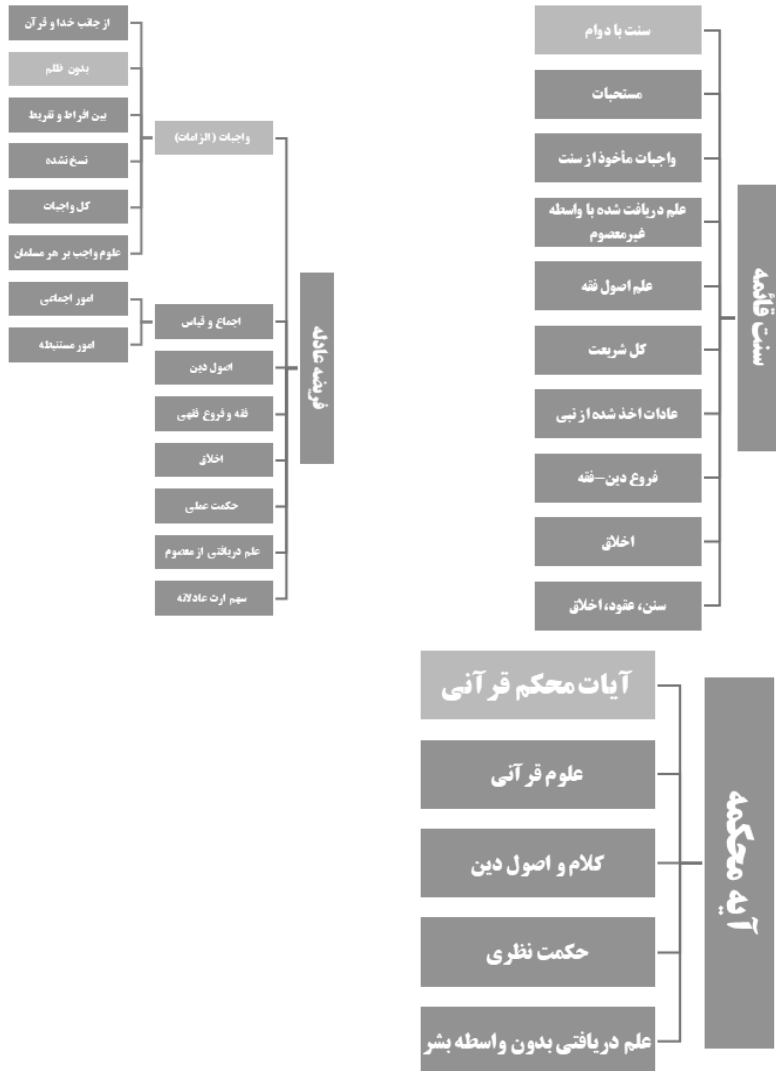 سنت قائمه
سنت با دوام
مستحبات
واجبات مأخوذ از سنت
علم دریافت شده با واسطه
غیرمعصوم
علم اصول فقه
کل شریعت
عادات اخذ شده از نبی
فروع دین-فقه
اخلاق
سنن، عقود، اخلاق
فریضه عادله
واجبات (الزامات)
از جانب خدا و قرآن
بدون ظلم
بین افراط و تفریط
نسخ نشده
کل واجبات
علوم واجب بر هر مسلمان
اجماع و قیاس
امور اجماعی
امور مستنبطه
اصول دین
فقه و فروع فقهی
اخلاق
حکمت عملی
علم دریافتی از معصوم
سهم ارث عادلانه
آیه محکمه
آیات محکم قرآنی
علوم قرآنی
کلام و اصول دین
حکمت نظری
علم دریافتی بدون واسطه بشر